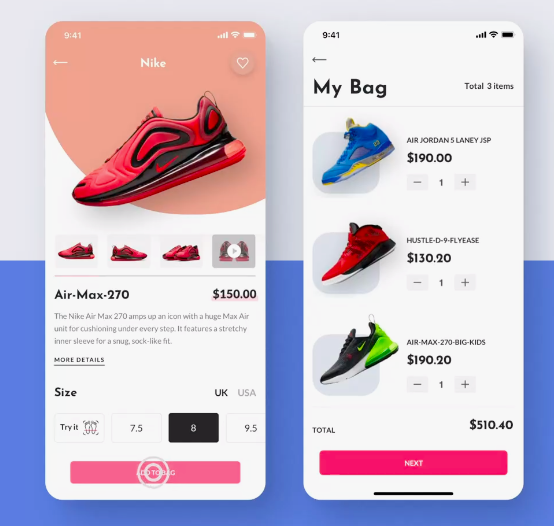 9:41
Nike
Air-Max-270
$150.00
The Nike Air Max 270 amps up an icon with a huge Max Air
unit for cushioning under every step. It features a stretchy
inner sleeve for a snug, sock-like fit.
MORE DETAILS
Size
UK USA
Try it
7.5
8
9.5
ADD TO BAG
9:41
My Bag
Total 3 items
AIR JORDAN 5 LANEY JSP
$190.00
1
HUSTLE-D-9-FLYEASE
$130.20
1
AIR-MAX-270-BIG-KIDS
$190.20
1
TOTAL
$510.40
NEXT